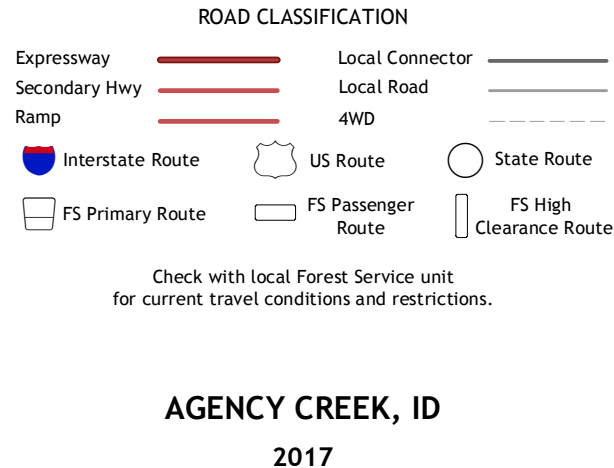 ROAD CLASSIFICATION
Expressway
Local Connector
Secondary Hwy
Local Road
Ramp
4WD
Interstate Route
US Route
State Route
FS Primary Route
FS Passenger
Route
FS High
Clearance Route
Check with local Forest Service unit
for current travel conditions and restrictions.
AGENCY CREEK, ID
2017